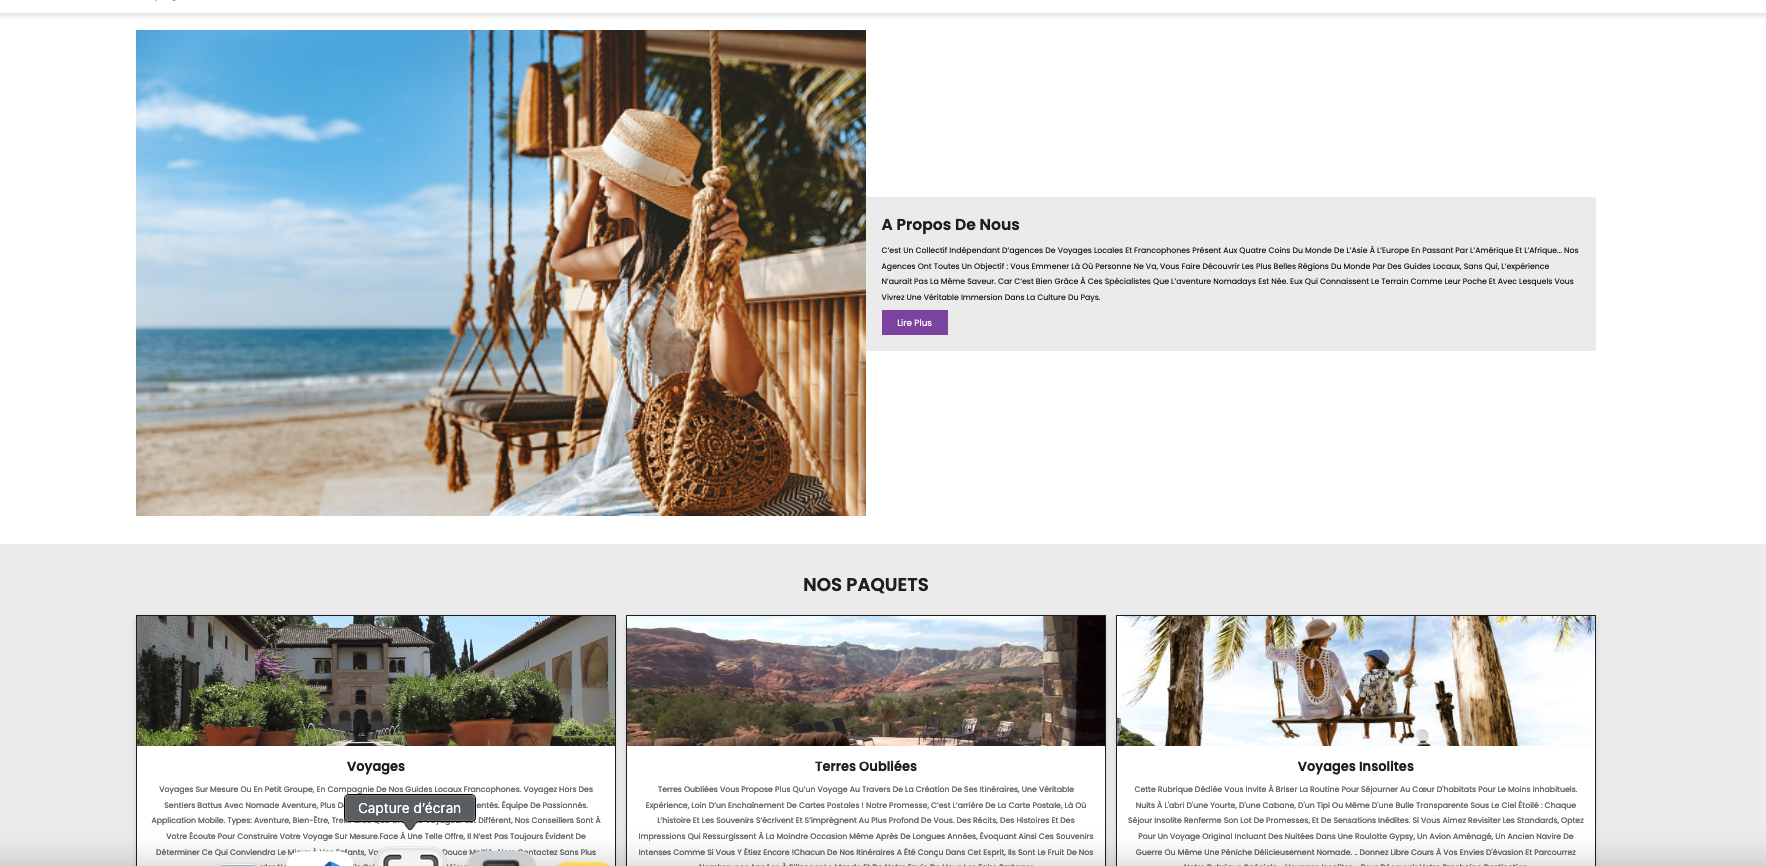 A Propos De Nous
C'est Un Collectif Indépendant D'agences De Voyages Locales Et Francophones Présent Aux Quatre Coins Du Monde De L'Asie À L'Europe En Passant Par L'Amérique Et L'Afrique... Nos
Agences Ont Toutes Un Objectif : Vous Emmener Là Où Personne Ne Va, Vous Faire Découvrir Les Plus Belles Régions Du Monde Par Des Guides Locaux, Sans Qui, L'expérience
N'aurait Pas La Même Saveur. Car C'est Bien Grâce À Ces Spécialistes Que L'aventure Nomadays Est Née. Eux Qui Connaissent Le Terrain Comme Leur Poche Et Avec Lesquels Vous
Vivrez Une Véritable Immersion Dans La Culture Du Pays.
Lire Plus
NOS PAQUETS
Voyages
Voyages Sur Mesure Ou En Petit Groupe, En Compagnie De Nos Guides Locaux Francophones. Voyagez Hors Des
Sentiers Battus Avec Nomade Aventure, Plus D entés. Équipe De Passionnés.
Capture d'écran
Application Mobile. Types: Aventure, Bien-Être, Différent, Nos Conseillers Sont À
Votre Écoute Pour Construire Votre Voyage Sur Mesure.Face À Une Telle Offre, Il N'est Pas Toujours Évident De
Déterminer Ce Qui Conviendra Le Mieux À Vos Enfants, Douce Contactez Sans Plus
Terres Oubliées
Terres Oubliées Vous Propose Plus Qu'un Voyage Au Travers De La Création De Ses Itinéraires, Une Véritable
Expérience, Loin D'un Enchaînement De Cartes Postales ! Notre Promesse, C'est L'arrière De La Carte Postale, Là Où
L'histoire Et Les Souvenirs S'écrivent Et S'imprègnent Au Plus Profond De Vous. Des Récits, Des Histoires Et Des
Impressions Qui Ressurgissent À La Moindre Occasion Même Après De Longues Années, Évoquant Ainsi Ces Souvenirs
Intenses Comme Si Vous Y Étiez Encore !Chacun De Nos Itinéraires A Été Conçu Dans Cet Esprit, Ils Sont Le Fruit De Nos
Voyages Insolites
Cette Rubrique Dédiée Vous Invite À Briser La Routine Pour Séjourner Au Cœur D'habitats Pour Le Moins Inhabituels.
Nuits À L'abri D'une Yourte, D'une Cabane, D'un Tipi Ou Même D'une Bulle Transparente Sous Le Ciel Étoilé : Chaque
Séjour Insolite Renferme Son Lot De Promesses, Et De Sensations Inédites. Si Vous Aimez Revisiter Les Standards, Optez
Pour Un Voyage Original Incluant Des Nuitées Dans Une Roulotte Gypsy, Un Avion Aménagé, Un Ancien Navire De
Guerre Ou Même Une Péniche Délicieusement Nomade. .. Donnez Libre Cours À Vos Envies D'évasion Et Parcourez